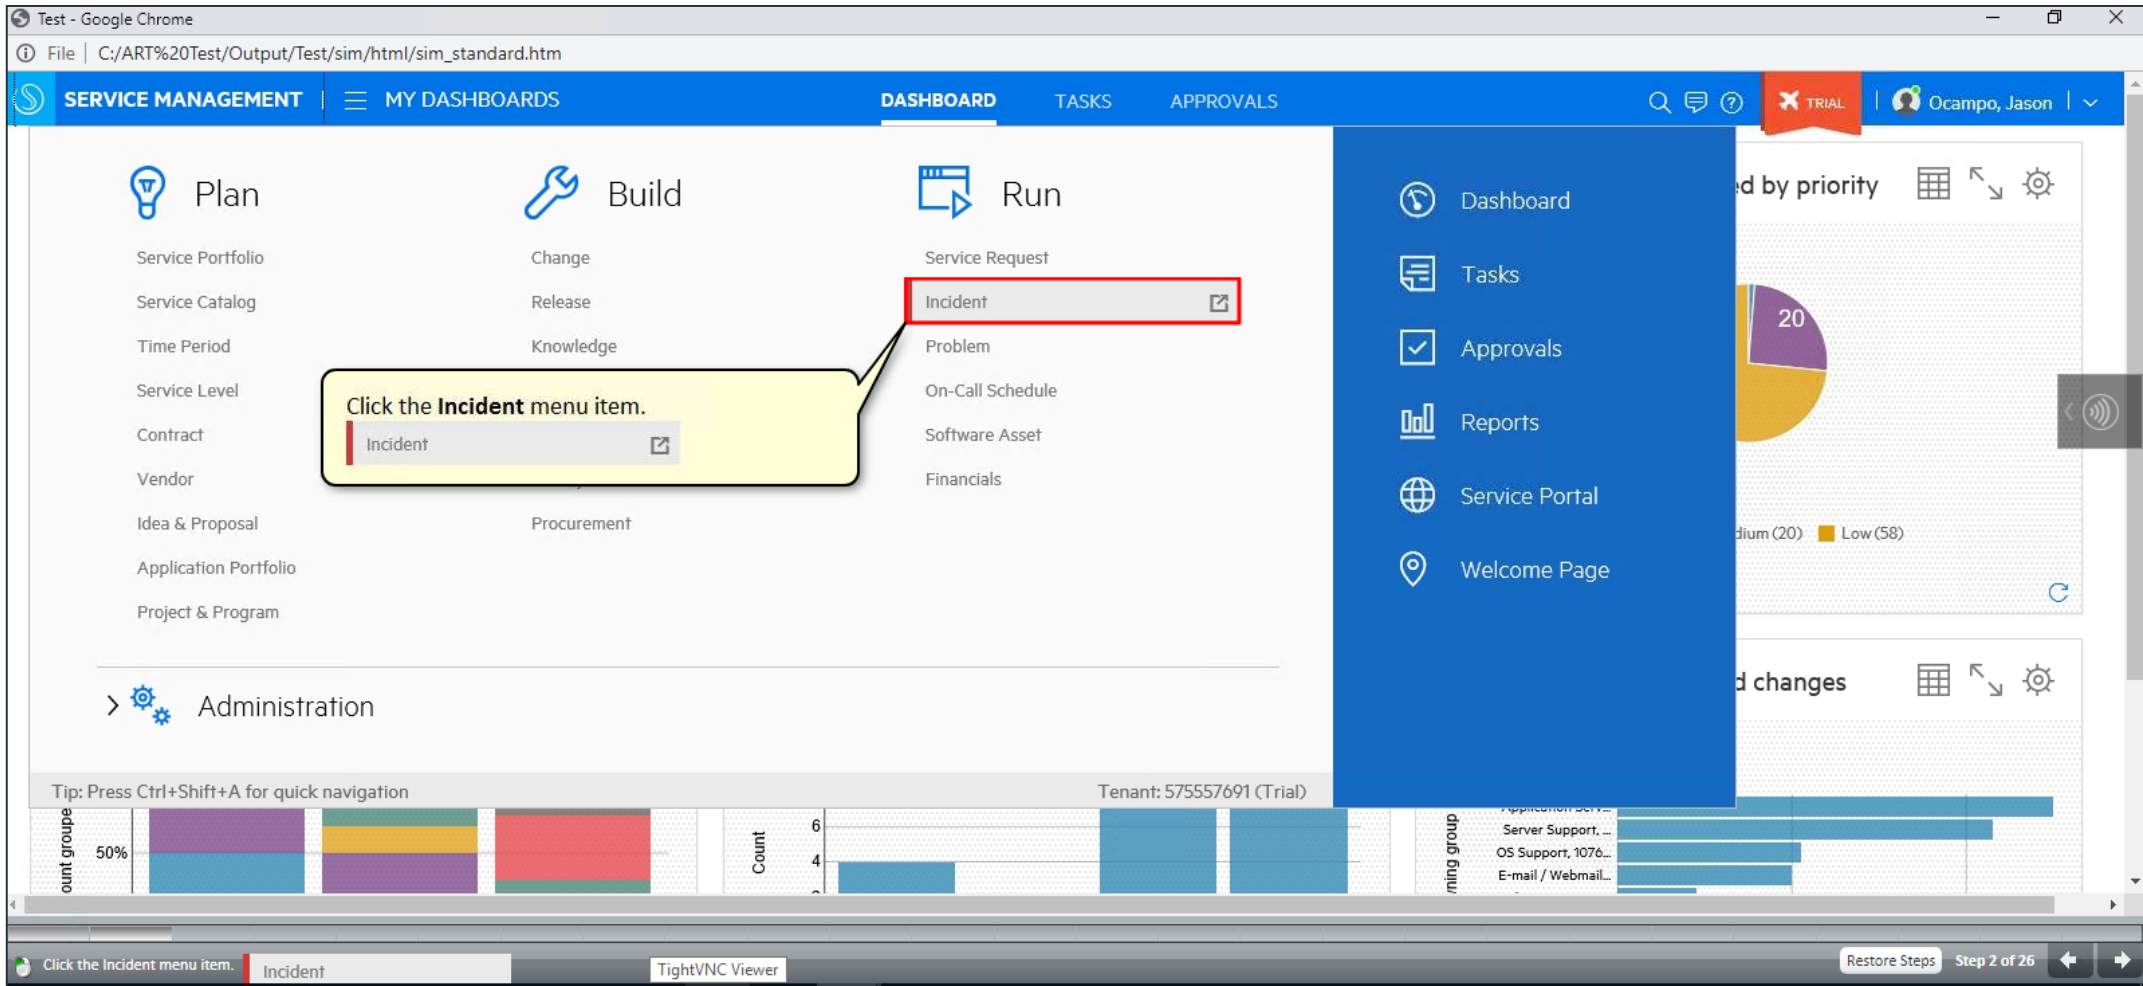 Test - Google Chrome
File | C:/ART%20Test/Output/Test/sim/html/sim_standard.htm
SERVICE MANAGEMENT
MY DASHBOARDS
DASHBOARD
TASKS
APPROVALS
TRIAL
Ocampo, Jason
Plan
Service Portfolio
Service Catalog
Time Period
Service Level
Contract
Vendor
Idea & Proposal
Application Portfolio
Project & Program
Build
Change
Release
Knowledge
Procurement
Run
Service Request
Incident
Problem
On-Call Schedule
Software Asset
Financials
Click the Incident menu item.
Incident
Administration
Tip: Press Ctrl+Shift+A for quick navigation
Tenant: 575557691 (Trial)
Dashboard
Tasks
Approvals
Reports
Service Portal
Welcome Page
by priority
20
(20)
Low (58)
changes
50%
Count
6
4
group
Server Support, ...
OS Support, 1076...
E-mail / Webmail...
Click the Incident menu item.
Incident
TightVNC Viewer
Restore Steps
Step 2 of 26